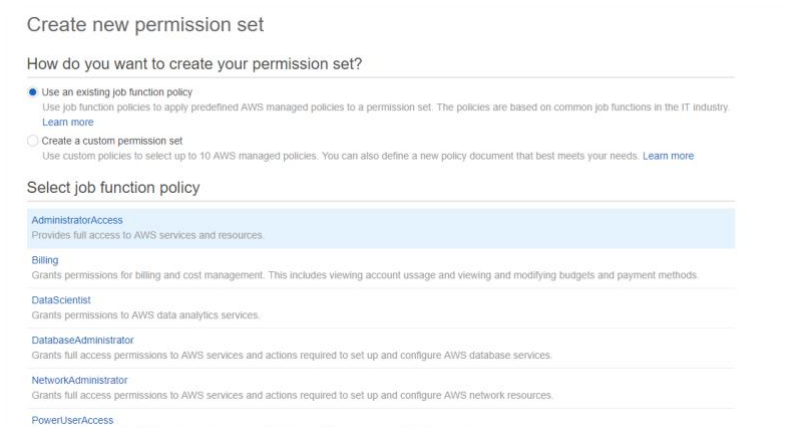 Create new permission set
How do you want to create your permission set?
Use an existing job function policy
Use job function policies to apply predefined AWS managed policies to a permission set. The policies are based on common job functions in the IT industry.
Learn more
Create a custom permission set
Use custom policies to select up to 10 AWS managed policies. You can also define a new policy document that best meets your needs. Learn more
Select job function policy
AdministratorAccess
Provides full access to AWS services and resources.
Billing
Grants permissions for billing and cost management. This includes viewing account ussage and viewing and modifying budgets and payment methods.
DataScientist
Grants permissions to AWS data analytics services.
DatabaseAdministrator
Grants full access permissions to AWS services and actions required to set up and configure AWS database services.
NetworkAdministrator
Grants full access permissions to AWS services and actions required to set up and configure AWS network resources.
PowerUserAccess